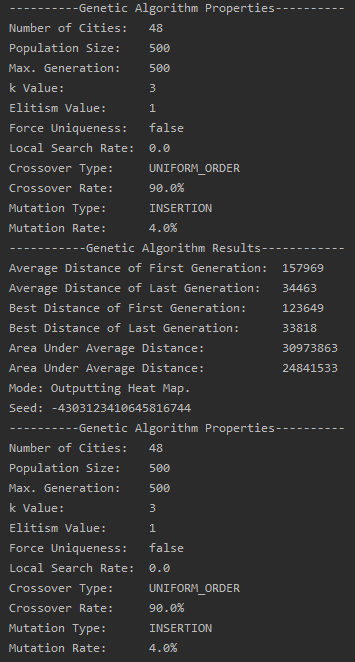 ----------Genetic Algorithm Properties----------
Number of Cities:   48
Population Size:    500
Max. Generation:    500
k Value:            3
Elitism Value:      1
Force Uniqueness:   false
Local Search Rate:  0.0
Crossover Type:     UNIFORM_ORDER
Crossover Rate:     90.0%
Mutation Type:      INSERTION
Mutation Rate:      4.0%
-----------Genetic Algorithm Results------------
Average Distance of First Generation:  157969
Average Distance of Last Generation:   34463
Best Distance of First Generation:     123649
Best Distance of Last Generation:      33818
Area Under Average Distance:           30973863
Area Under Average Distance:           24841533
Mode: Outputting Heat Map.
Seed: -4303123410645816744
----------Genetic Algorithm Properties----------
Number of Cities:   48
Population Size:    500
Max. Generation:    500
k Value:            3
Elitism Value:      1
Force Uniqueness:   false
Local Search Rate:  0.0
Crossover Type:     UNIFORM_ORDER
Crossover Rate:     90.0%
Mutation Type:      INSERTION
Mutation Rate:      4.0%